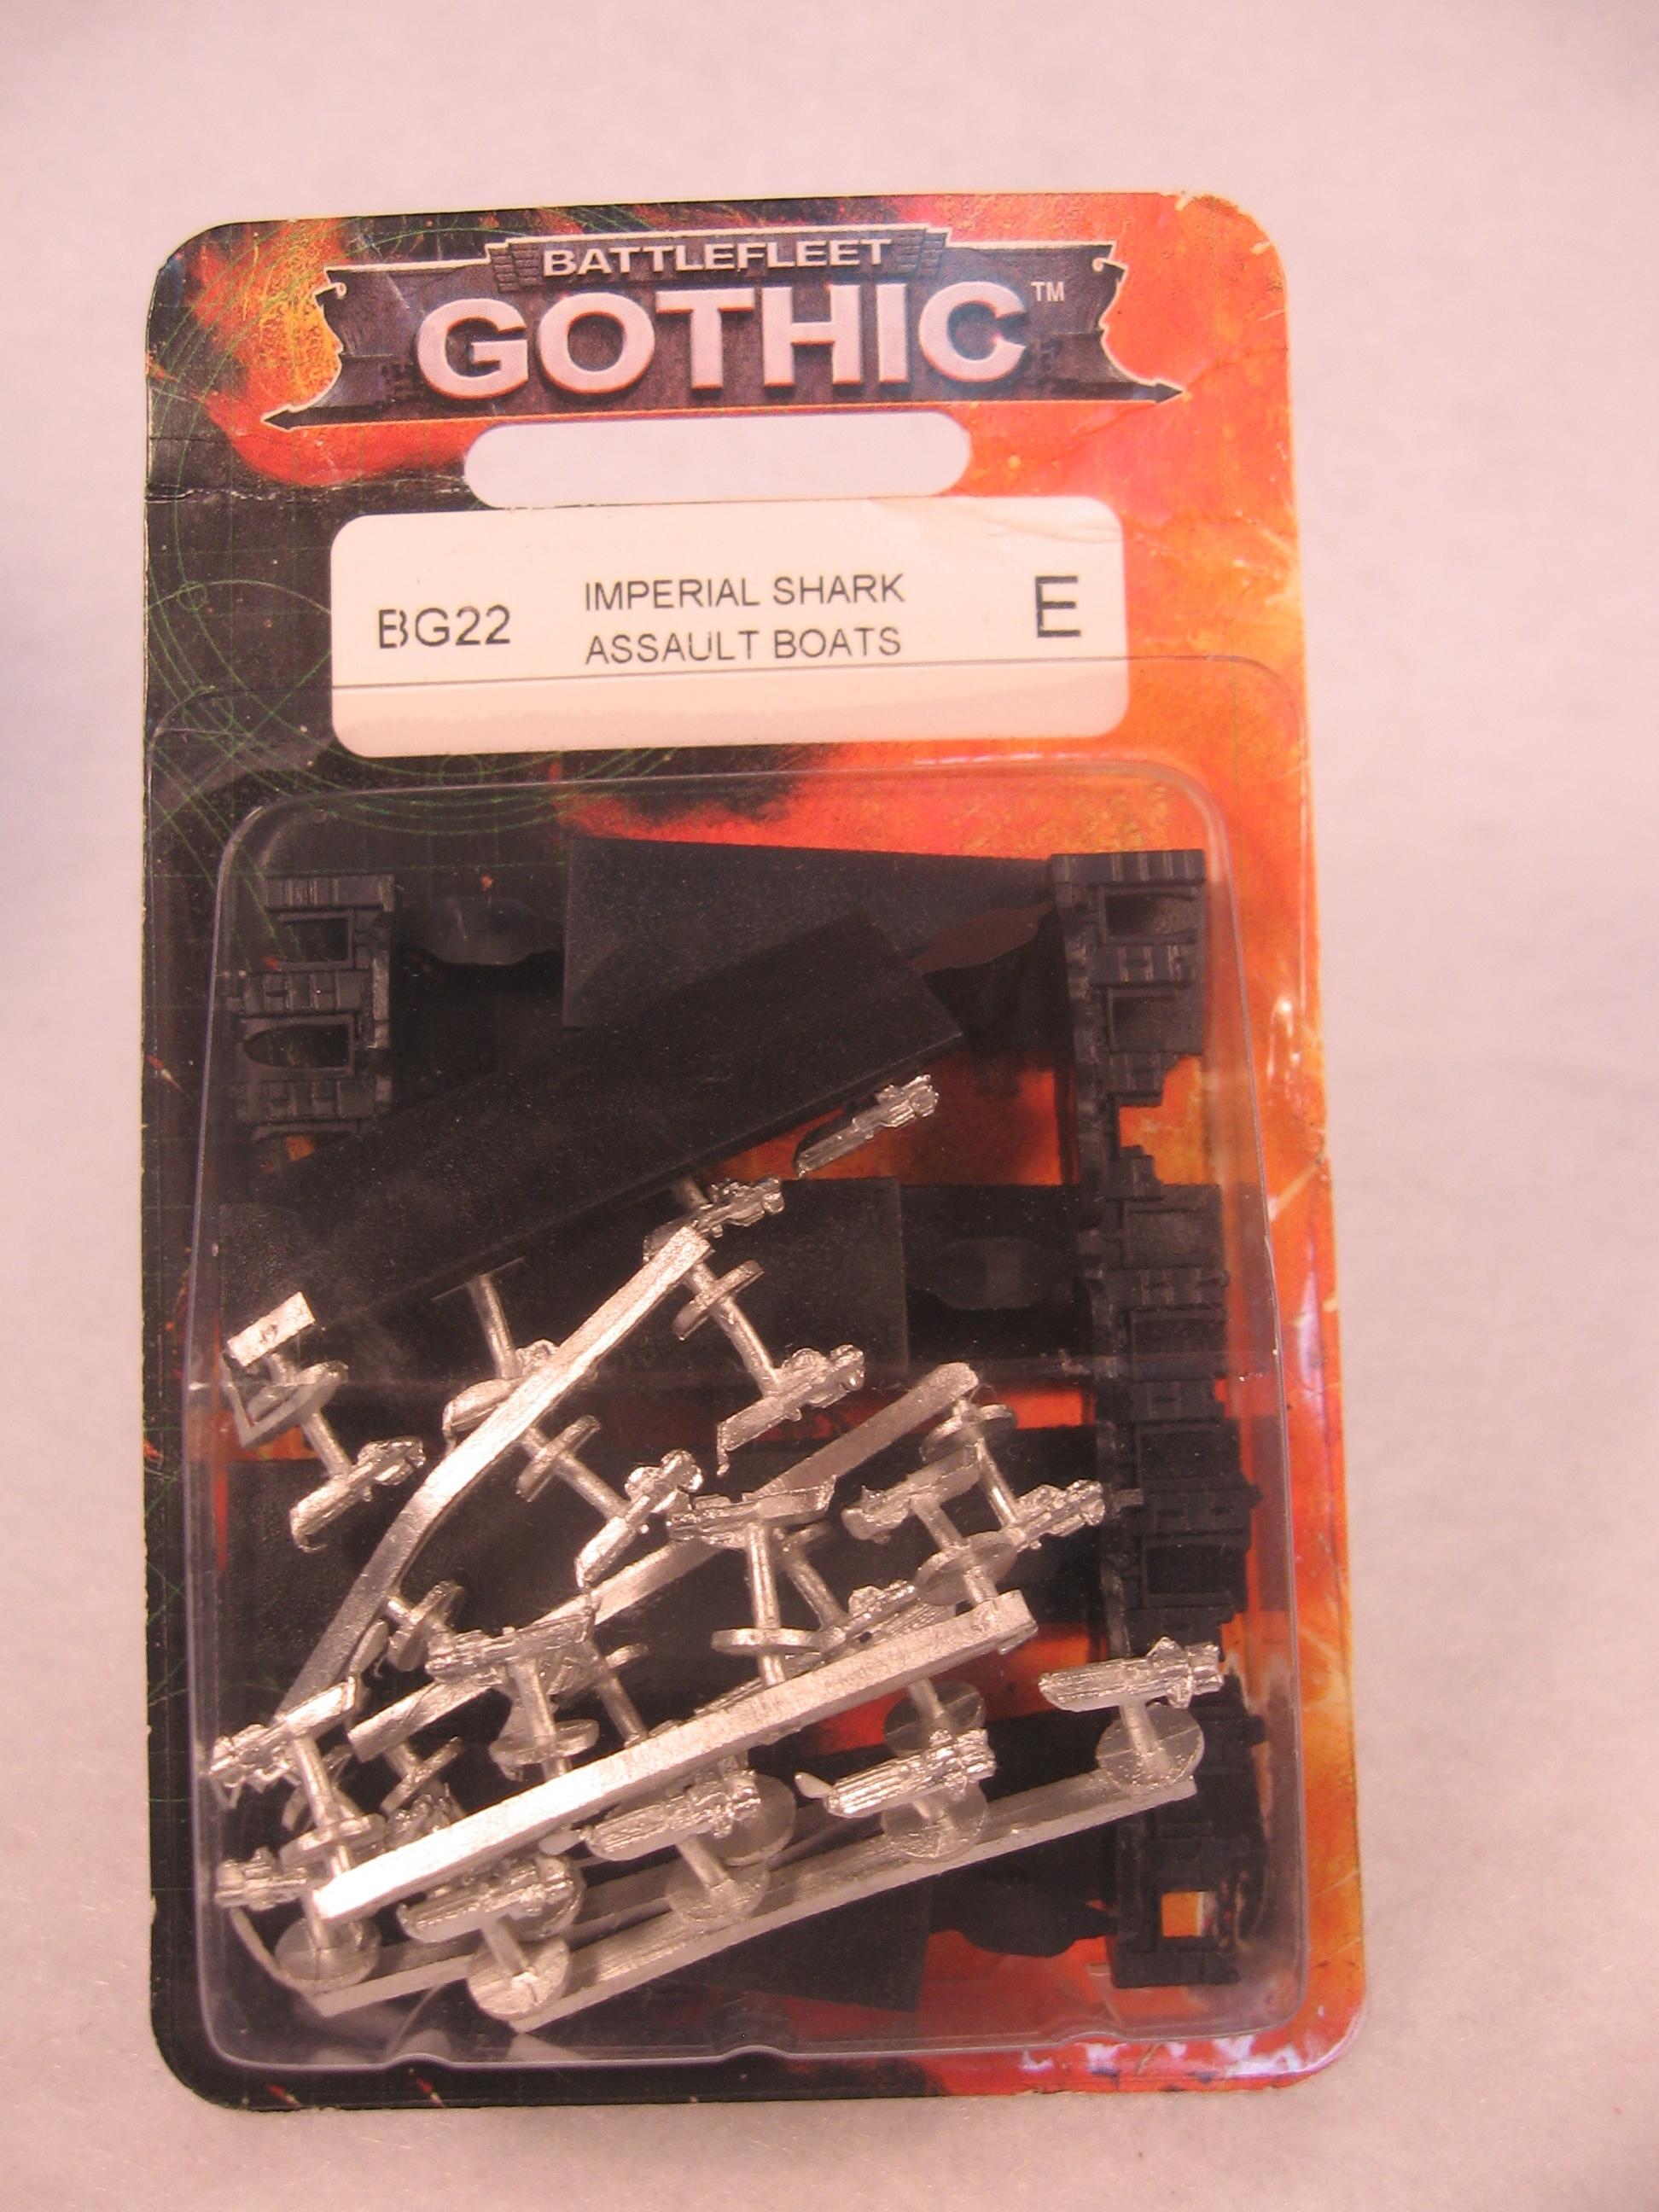 BATTLEFLEET
GOTHIC™
BG22
IMPERIAL SHARK
ASSAULT BOATS
E